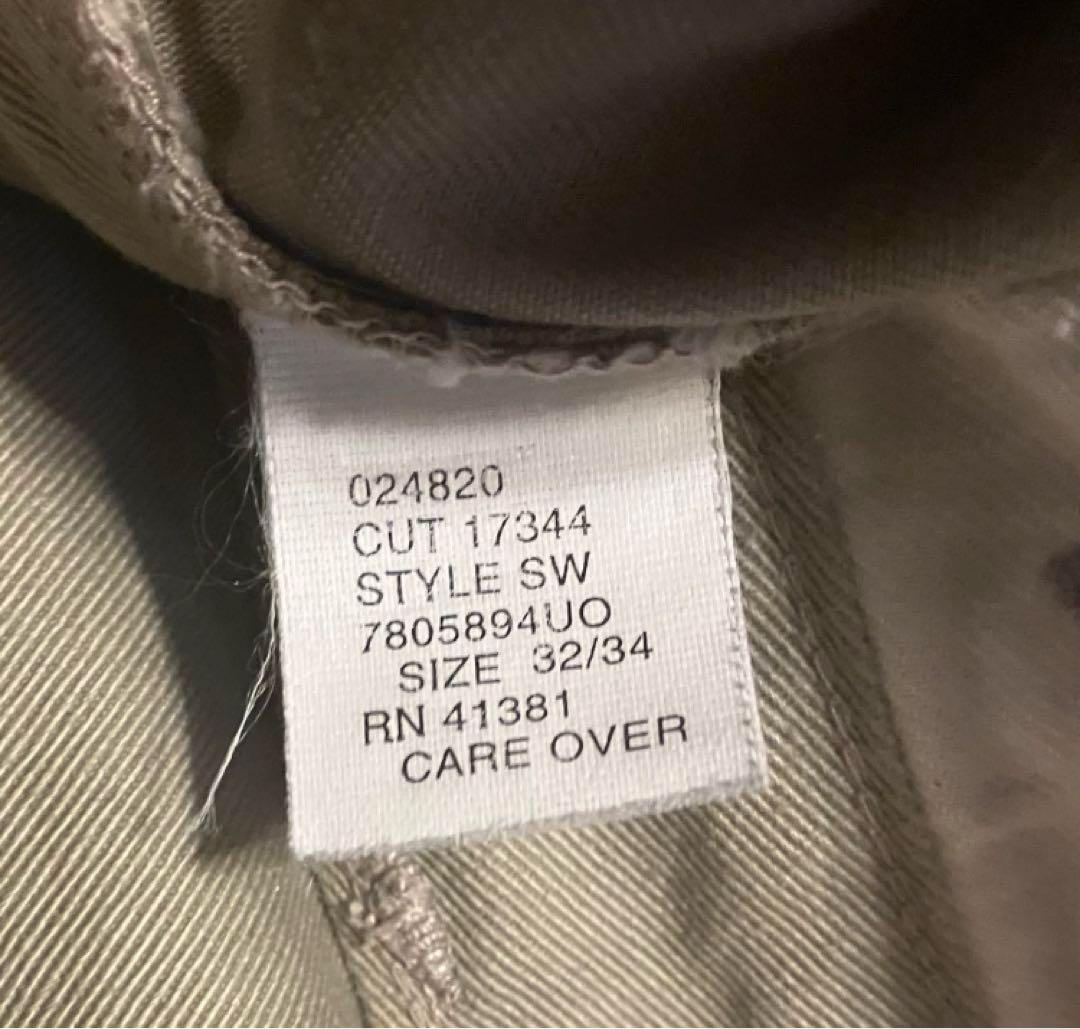 024820
CUT 17344
STYLE SW
7805894UO
SIZE 32/34
RN 41381
CARE OVER